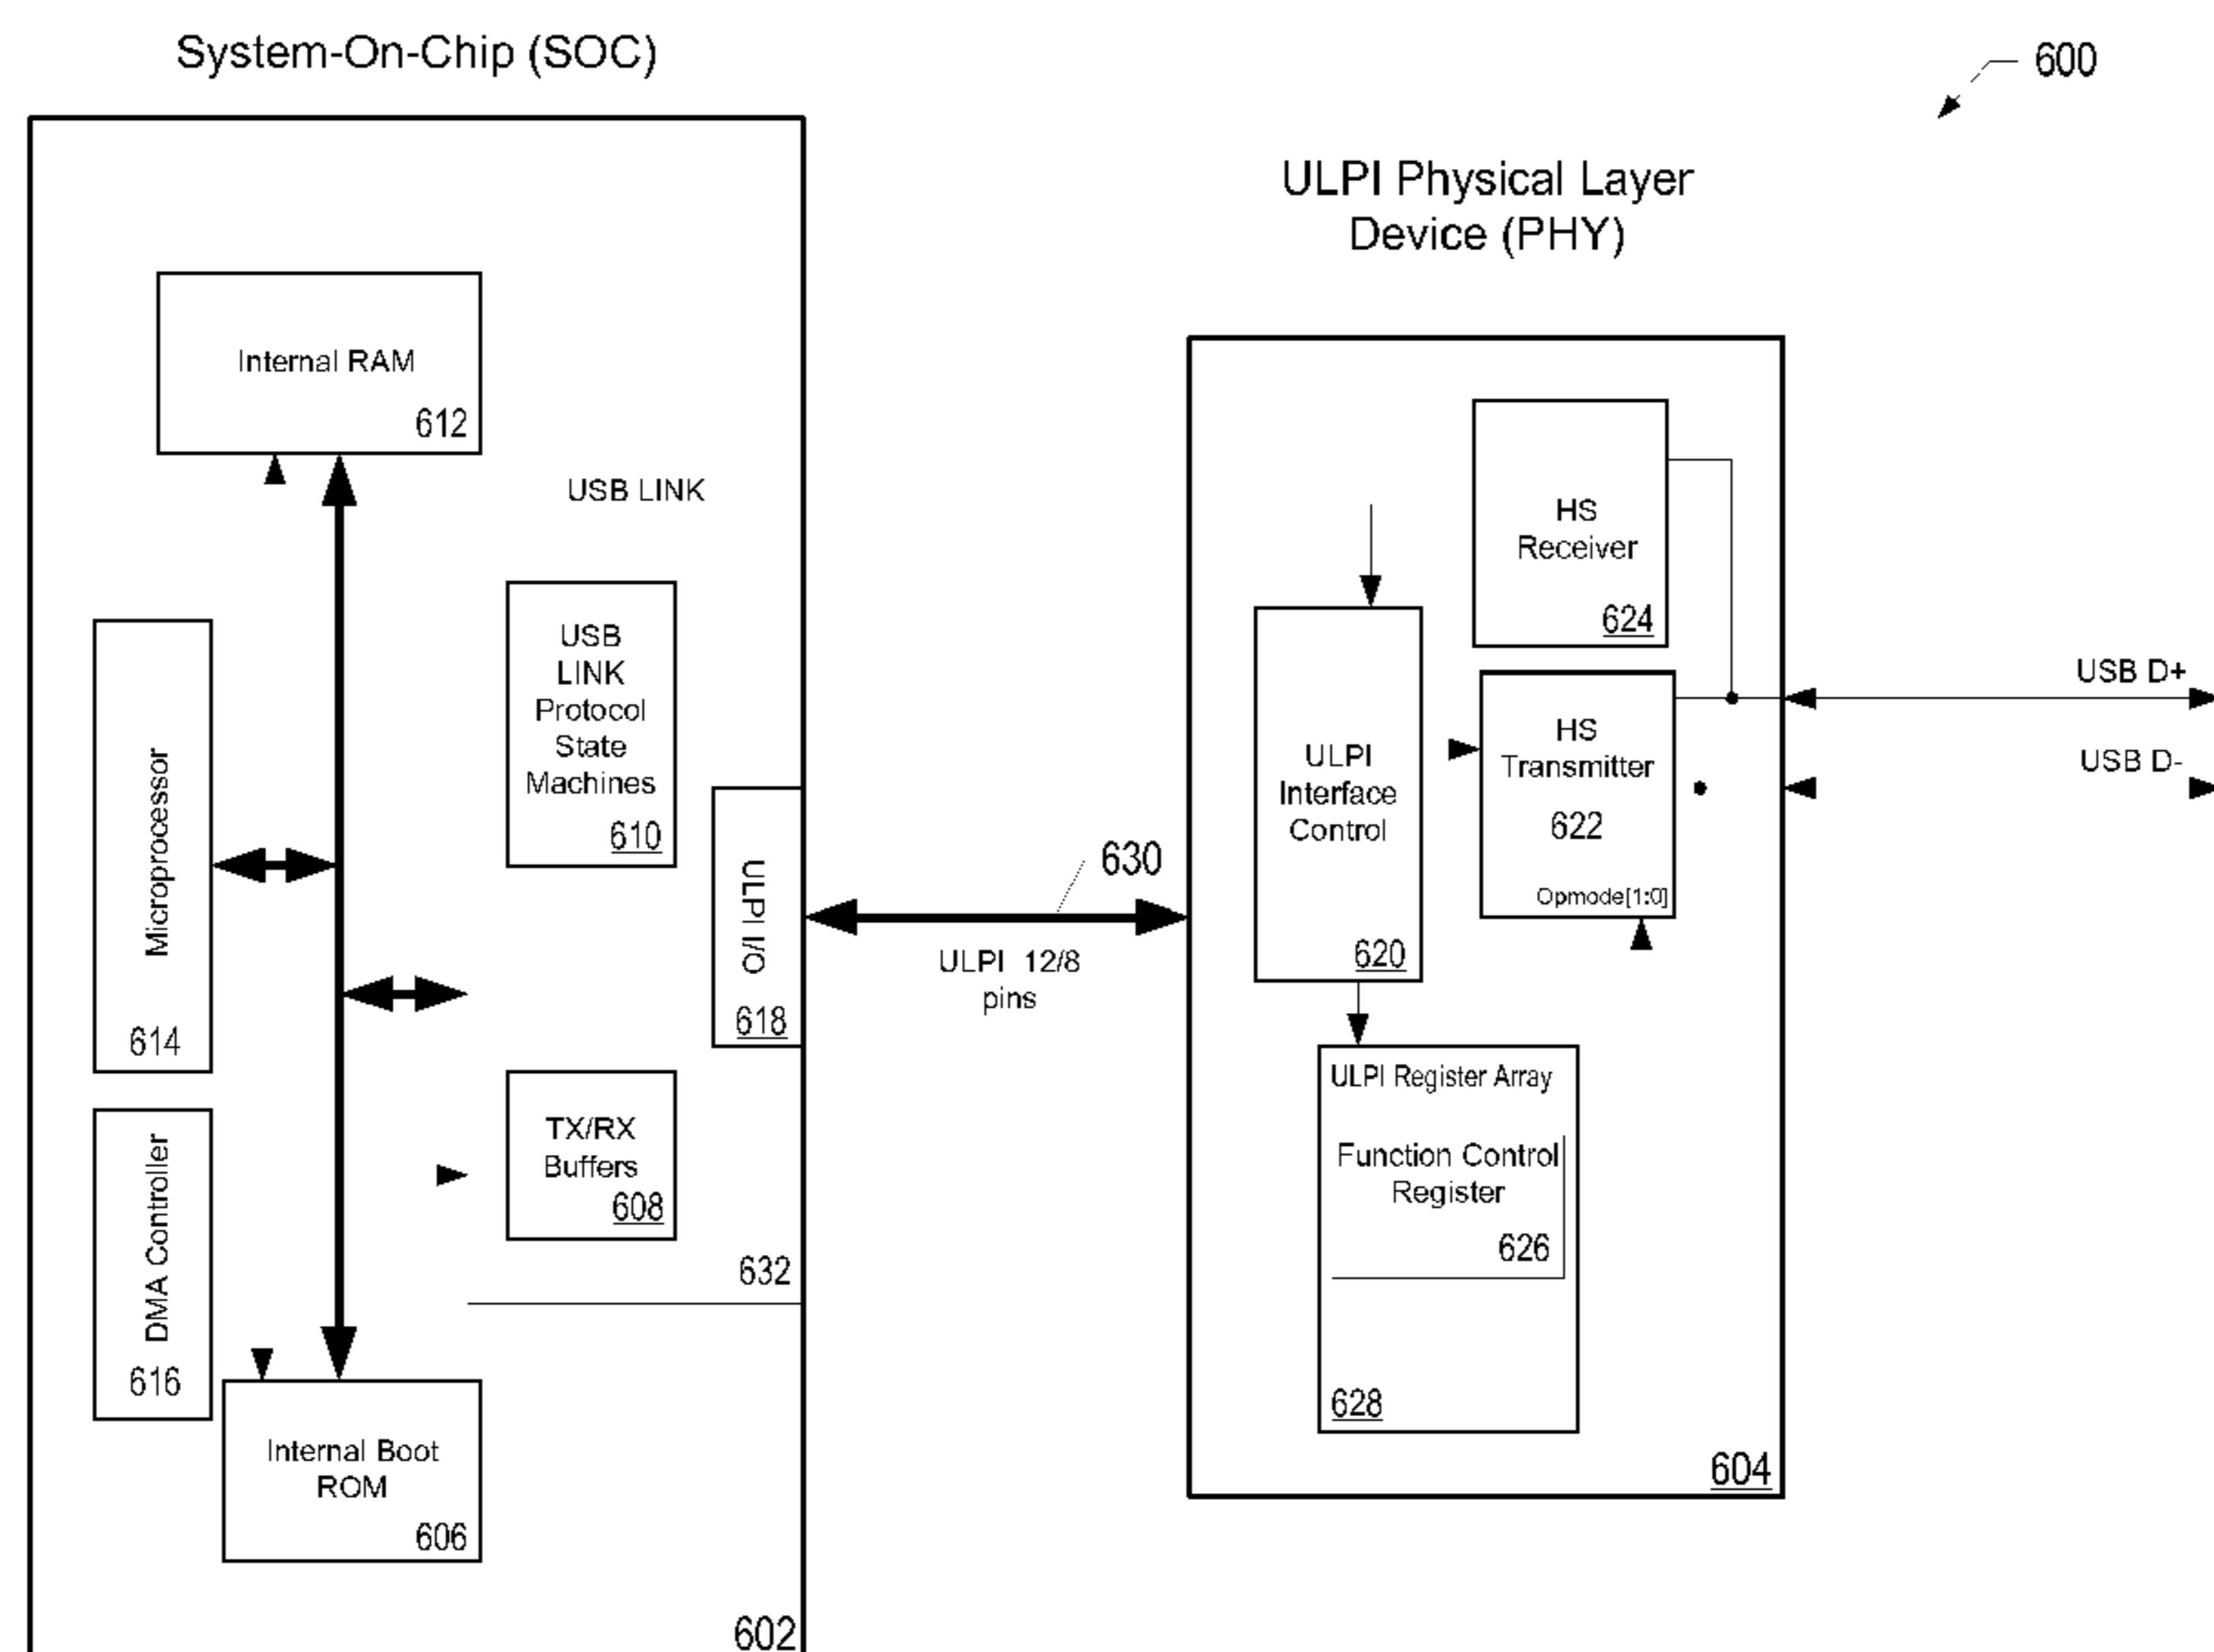 System-On-Chip (SOC)
600
ULPI Physical Layer
Device (PHY)
Internal RAM
612
USB LINK
USB
LINK
Protocol
State
Machines
610
Microprocessor
614
ULPI I/O
618
DMA Controller
616
TX/RX
Buffers
608
632
Internal Boot
ROM
606
602
630
ULPI 12/8
pins
HS
Receiver
624
ULPI
Interface
Control
620
HS
Transmitter
622
Opmode[1:0]
USB D+
USB D-
ULPI Register Array
Function Control
Register
626
628
604